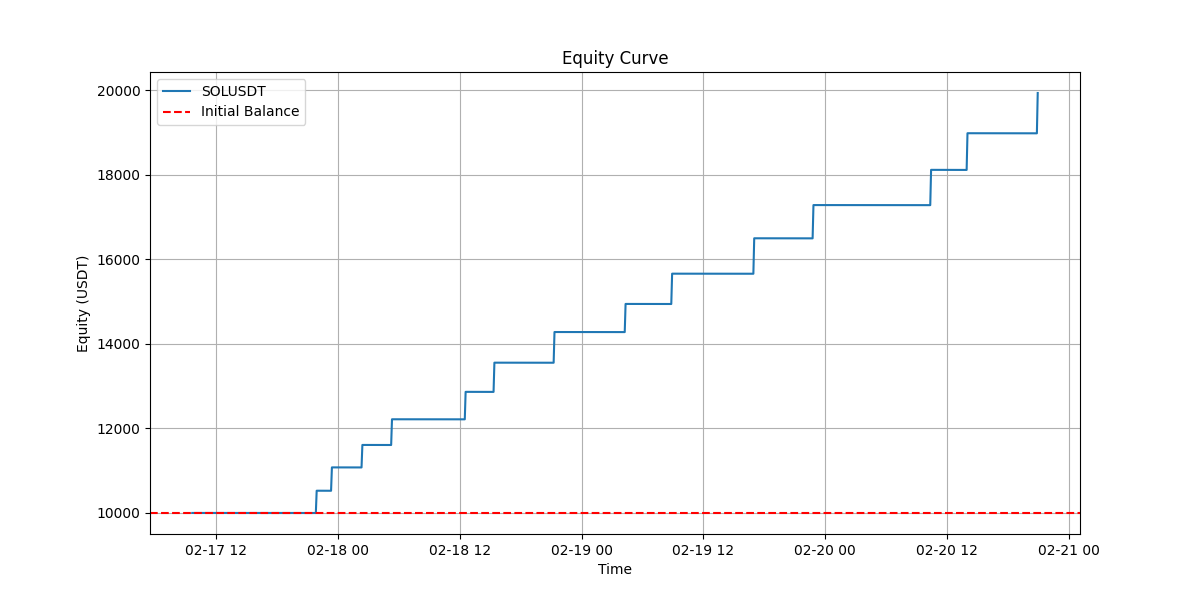 Equity Curve
SOLUSDT
Initial Balance
20000
18000
16000
14000
12000
10000
Equity (USDT)
02-17 12
02-18 00
02-18 12
02-19 00
02-19 12
02-20 00
02-20 12
02-21 00
Time